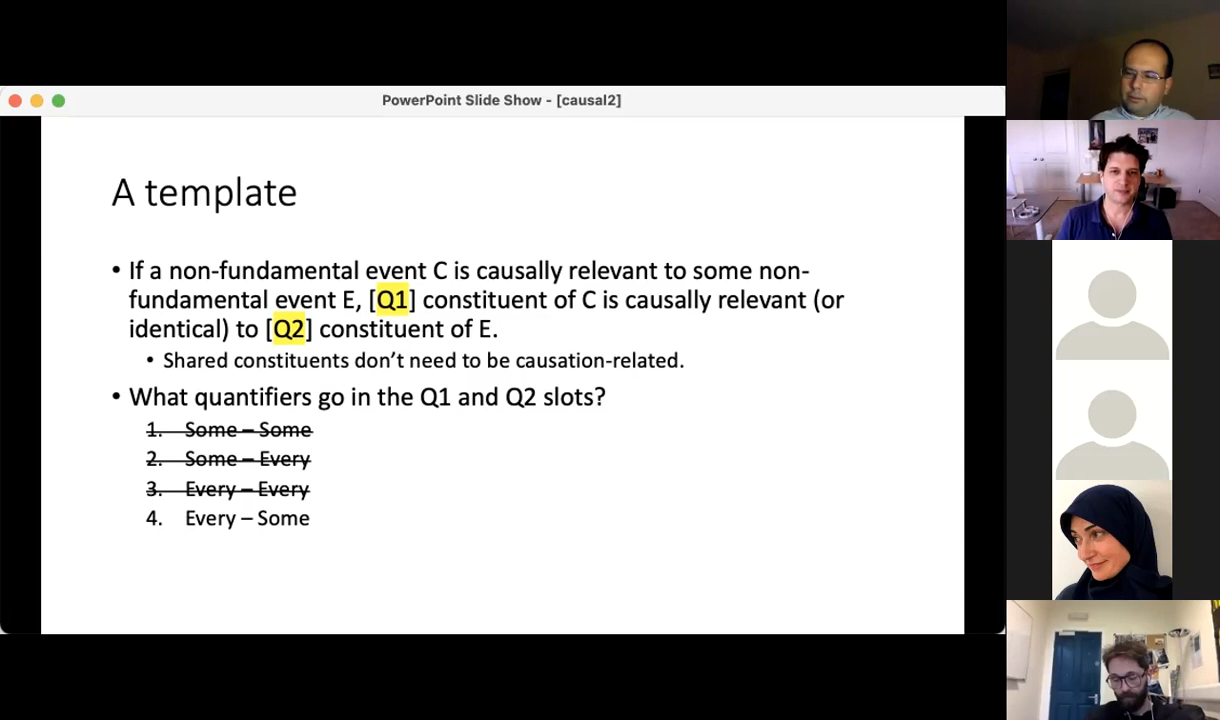 PowerPoint Slide Show - [causal2]
A template
• If a non-fundamental event C is causally relevant to some non-
fundamental event E, [Q1] constituent of C is causally relevant (or
identical) to [Q2] constituent of E.
• Shared constituents don’t need to be causation-related.
• What quantifiers go in the Q1 and Q2 slots?
1. Some – Some
2. Some – Every
3. Every – Every
4. Every – Some